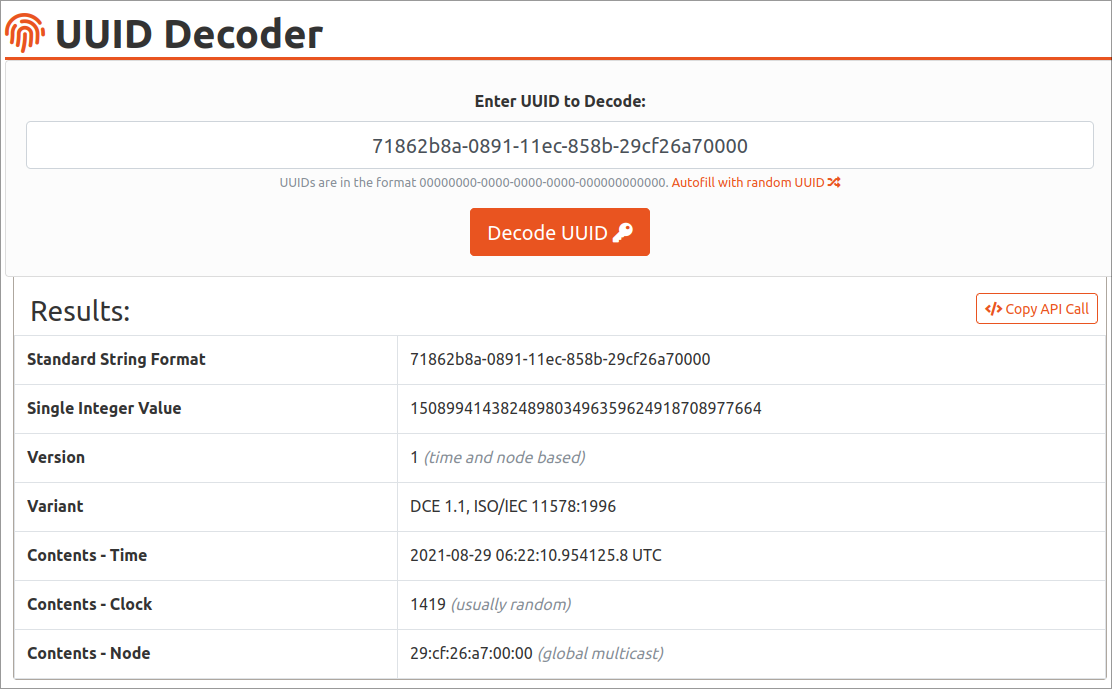 UUID Decoder
Enter UUID to Decode:
71862b8a-0891-11ec-858b-29cf26a70000
UUIDs are in the format 00000000-0000-0000-0000-000000000000. Autofill with random UUID
Decode UUID
Results:
Copy API Call
Standard String Format 71862b8a-0891-11ec-858b-29cf26a70000
Single Integer Value 150899414382489803496359624918708977664
Version 1 (time and node based)
Variant DCE 1.1, ISO/IEC 11578:1996
Contents - Time 2021-08-29 06:22:10.954125.8 UTC
Contents - Clock 1419 (usually random)
Contents - Node 29:cf:26:a7:00:00 (global multicast)